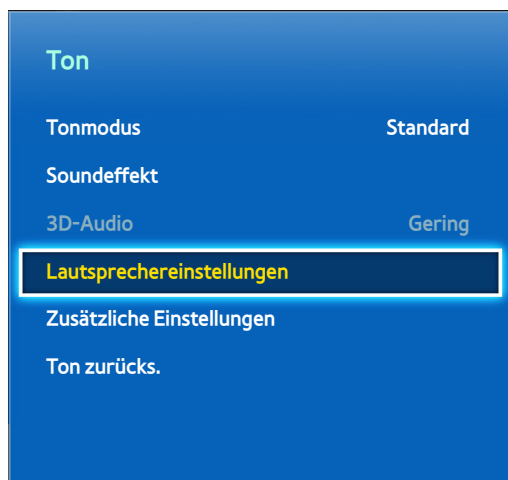 Ton
Tonmodus Standard
Soundeffekt
3D-Audio Gering
Lautsprechereinstellungen
Zusätzliche Einstellungen
Ton zurücks.